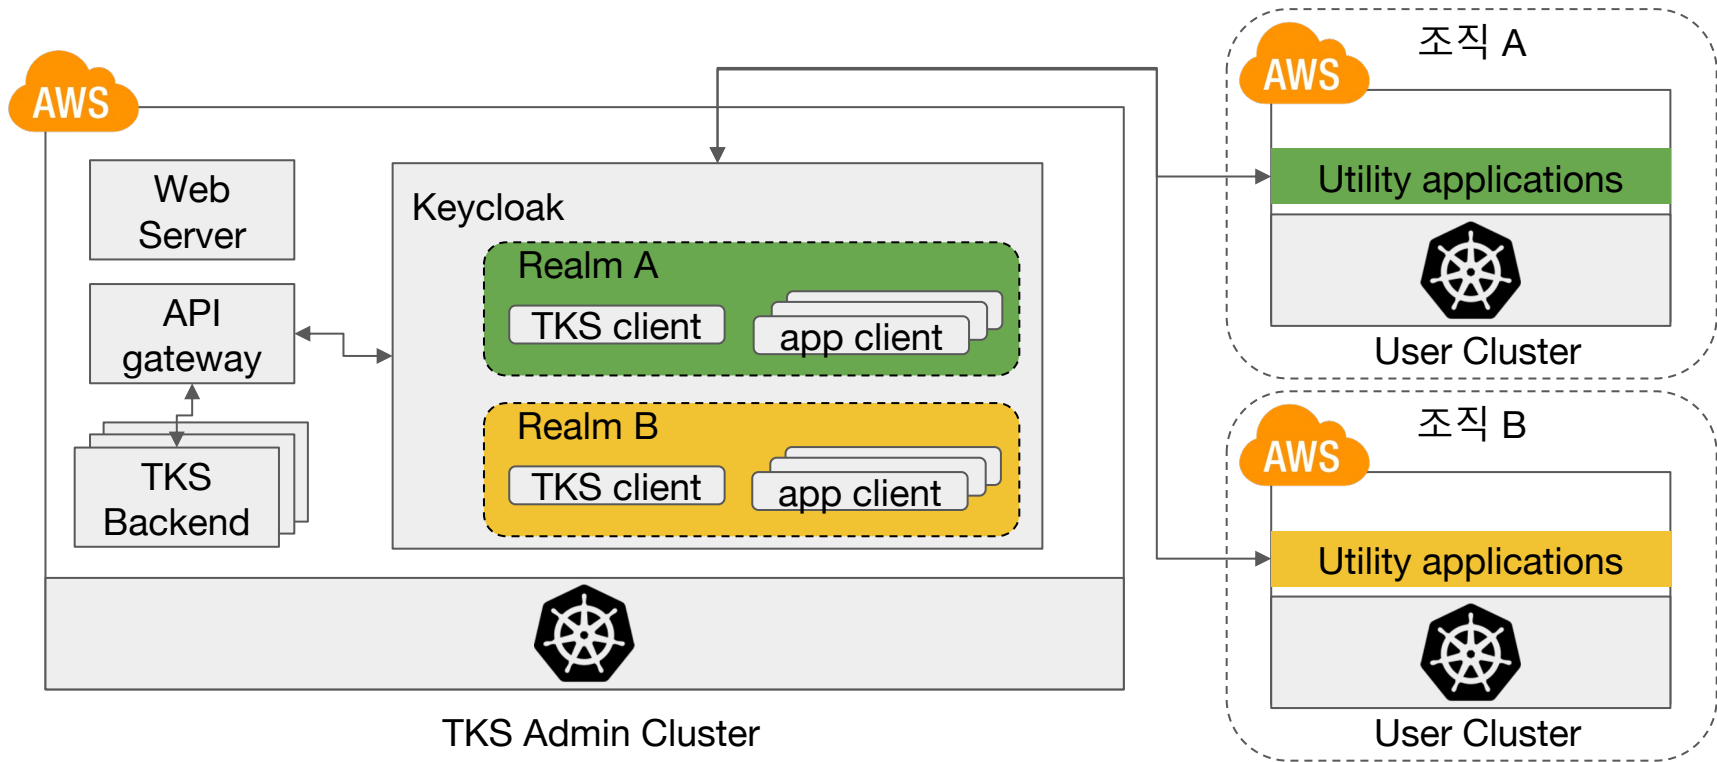 AWS
Web
Server
API
gateway
TKS
Backend
Keycloak
Realm A
TKS client
app client
Realm B
TKS client
app client
TKS Admin Cluster
조직 A
AWS
Utility applications
User Cluster
조직 B
AWS
Utility applications
User Cluster